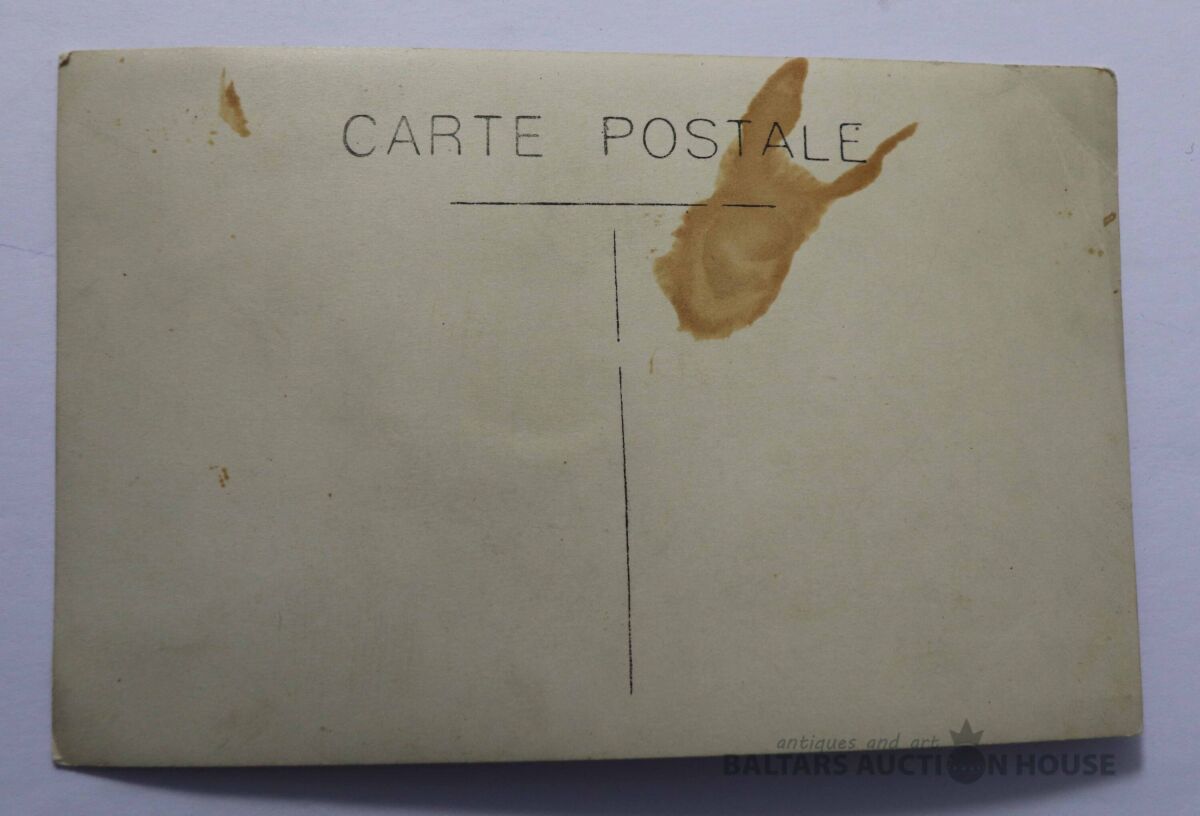 CARTE POSTALE
antiques and art
BALTARS AUCTION HOUSE